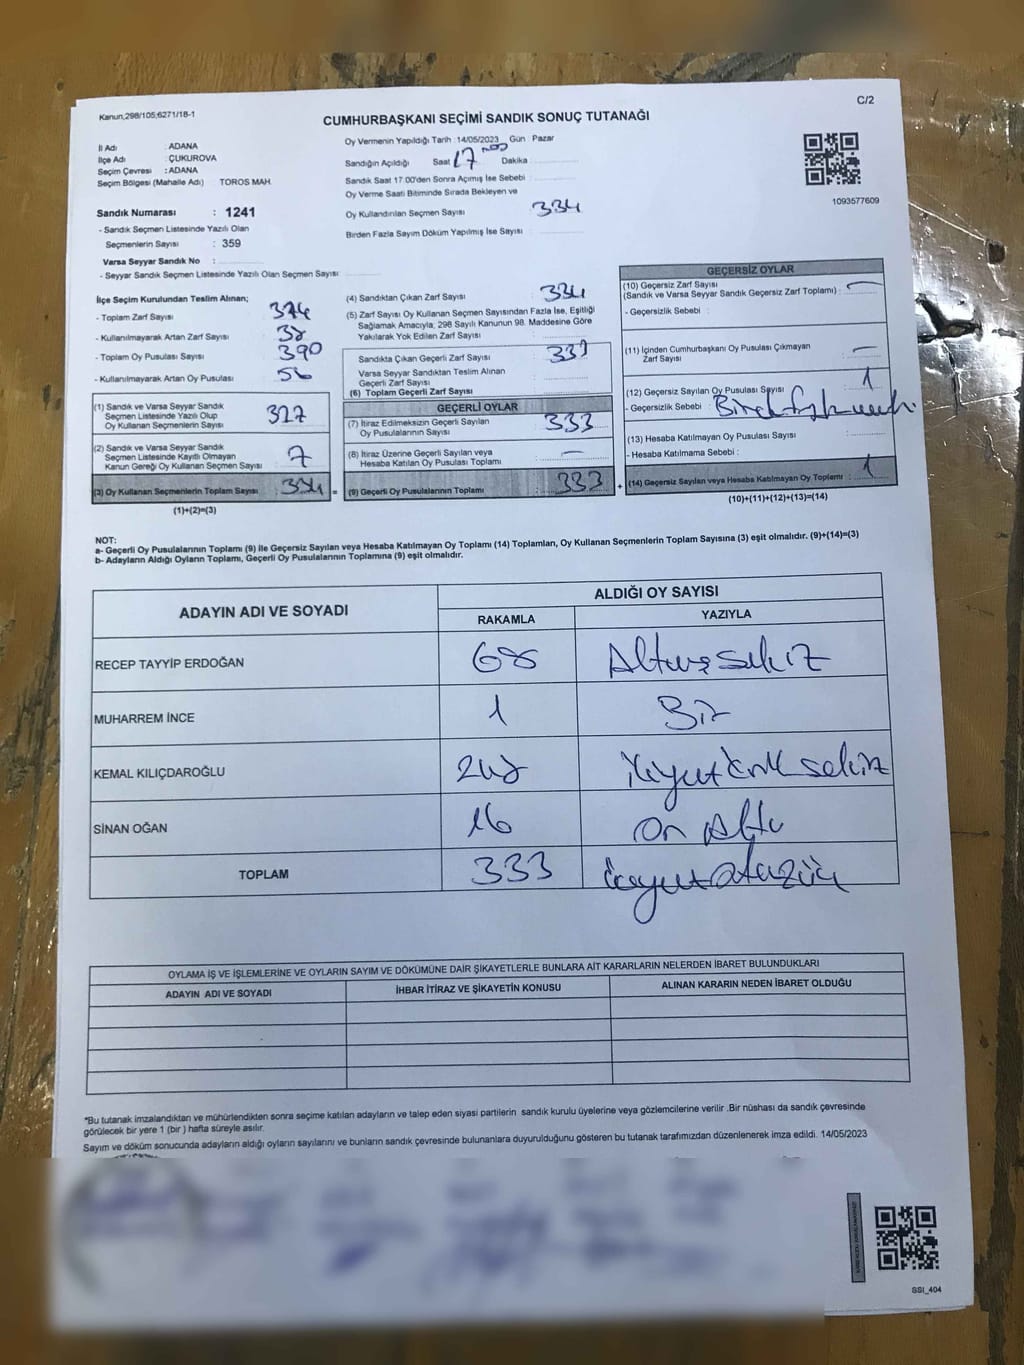 Kanun,298/105;6271/18-1
C/2
CUMHURBAŞKANI SEÇİMİ SANDIK SONUÇ TUTANAĞI
İl Adı : ADANA
İlçe Adı : ÇUKUROVA
Seçim Çevresi : ADANA
Seçim Bölgesi (Mahalle Adı) TOROS MAH.
Sandık Numarası : 1241
- Sandık Seçmen Listesinde Yazılı Olan
Seçmenlerin Sayısı : 359
Varsa Seyyar Sandık No :
- Seyyar Sandık Seçmen Listesinde Yazılı Olan Seçmen Sayısı
Oy Vermenin Yapıldığı Tarih : 14/05/2023 Gün : Pazar
Sandığın Açıldığı Saat 17 Dakika
Sandık Saat 17.00'den Sonra Açımış İse Sebebi :
Oy Verme Saati Bitiminde Sırada Bekleyen ve
Oy Kullandırılan Seçmen Sayısı 334
Birden Fazla Sayım Döküm Yapılmış İse Sayısı :
1093577609
İlçe Seçim Kurulundan Teslim Alınan;
- Toplam Zarf Sayısı 374
- Kullanılmayarak Artan Zarf Sayısı 38
- Toplam Oy Pusulası Sayısı 390
- Kullanılmayarak Artan Oy Pusulası 56
(1) Sandık ve Varsa Seyyar Sandık
Seçmen Listesinde Yazılı Olup
Oy Kullanan Seçmenlerin Sayısı 327
(2) Sandık ve Varsa Seyyar Sandık
Seçmen Listesinde Kayıtlı Olmayan
Kanun Gereği Oy Kullanan Seçmen Sayısı 7
(3) Oy Kullanan Seçmenlerin Toplam Sayısı 334 =
(1)+(2)=(3)
(4) Sandıktan Çıkan Zarf Sayısı 334
(5) Zarf Sayısı Oy Kullanan Seçmen Sayısından Fazla İse, Eşitliği
Sağlamak Amacıyla; 298 Sayılı Kanunun 98. Maddesine Göre
Yakılarak Yok Edilen Zarf Sayısı :
Sandıkta Çıkan Geçerli Zarf Sayısı
Varsa Seyyar Sandıktan Teslim Alınan
Geçerli Zarf Sayısı
(6) Toplam Geçerli Zarf Sayısı
GEÇERLİ OYLAR
(7) İtiraz Edilmeksizin Geçerli Sayılan
Oy Pusulalarının Sayısı 333
(8) İtiraz Üzerine Geçerli Sayılan veya
Hesaba Katılan Oy Pusulası Toplamı —
(9) Geçerli Oy Pusulalarının Toplamı 333 +
GEÇERSİZ OYLAR
(10) Geçersiz Zarf Sayısı
(Sandık ve Varsa Seyyar Sandık Geçersiz Zarf Toplamı) : —
- Geçersizlik Sebebi :
(11) İçinden Cumhurbaşkanı Oy Pusulası Çıkmayan
Zarf Sayısı —
(12) Geçersiz Sayılan Oy Pusulası Sayısı 1
- Geçersizlik Sebebi :
(13) Hesaba Katılmayan Oy Pusulası Sayısı :
- Hesaba Katılmama Sebebi :
(14) Geçersiz Sayılan veya Hesaba Katılmayan Oy Toplamı : 1
(10)+(11)+(12)+(13)=(14)
NOT:
a- Geçerli Oy Pusulalarının Toplamı (9) ile Geçersiz Sayılan veya Hesaba Katılmayan Oy Toplamı (14) Toplamları, Oy Kullanan Seçmenlerin Toplam Sayısına (3) eşit olmalıdır. (9)+(14)=(3)
b- Adayların Aldığı Oyların Toplamı, Geçerli Oy Pusulalarının Toplamına (9) eşit olmalıdır.
ADAYIN ADI VE SOYADI ALDIĞI OY SAYISI
RAKAMLA YAZIYLA
RECEP TAYYİP ERDOĞAN 68 Altmışsekiz
MUHARREM İNCE 1 Bir
KEMAL KILIÇDAROĞLU 248 ikiyüzkırksekiz
SİNAN OĞAN 16 on Altı
TOPLAM 333 üçyüzotuzüç
OYLAMA İŞ VE İŞLEMLERİNE VE OYLARIN SAYIM VE DÖKÜMÜNE DAİR ŞİKAYETLERLE BUNLARA AİT KARARLARIN NELERDEN İBARET BULUNDUKLARI
ADAYIN ADI VE SOYADI İHBAR İTİRAZ VE ŞİKAYETİN KONUSU ALINAN KARARIN NEDEN İBARET OLDUĞU
*Bu tutanak imzalandıktan ve mühürlendikten sonra seçime katılan adayların ve talep eden siyasi partilerin sandık kurulu üyelerine veya gözlemcilerine verilir .Bir nüshası da sandık çevresinde
görülecek bir yere 1 (bir ) hafta süreyle asılır.
Sayım ve döküm sonucunda adayların aldığı oyların sayılarını ve bunların sandık çevresinde bulunanlara duyurulduğunu gösteren bu tutanak tarafımızdan düzenlenerek imza edildi. 14/05/2023
SSI_404